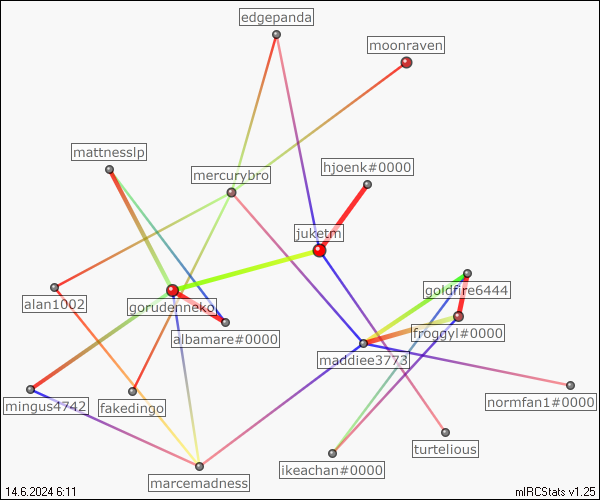 edgepanda
moonraven
mattnesslp
mercurybro
hjoenk#0000
juketm
goldfire6444
alan1002
gorudenneko
froggyl#0000
albamare#0000
maddiee3773
mingus4742
fakedingo
normfan1#0000
turtelious
ikeachan#0000
marcemadness
14.6.2024 6:11
mIRCStats v1.25